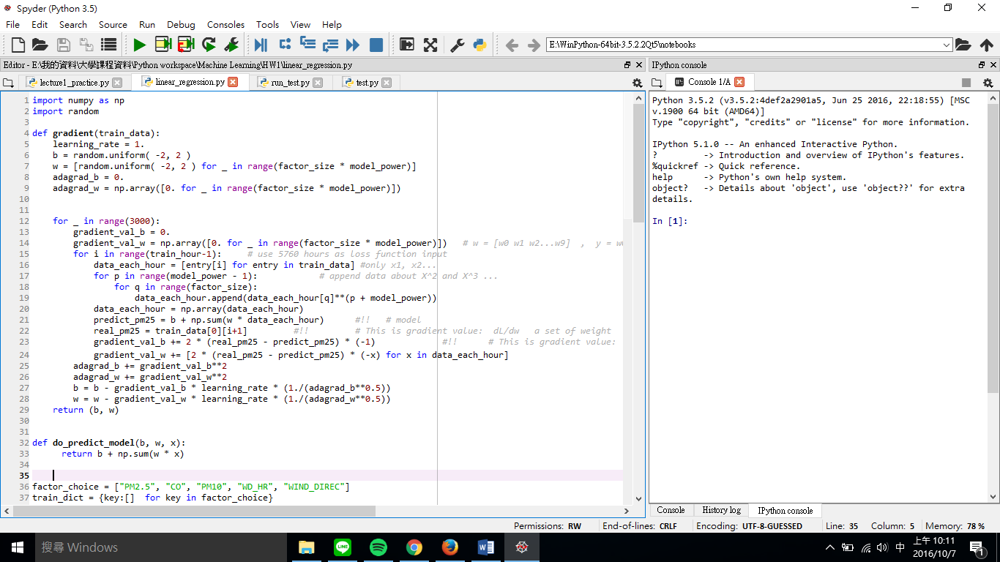 Spyder (Python 3.5)
File Edit Search Source Run Debug Consoles Tools View Help
E:\WinPython-64bit-3.5.2.2Qt5\notebooks
Editor - E:\我的資料\大學課程資料\Python workspace\Machine Learning\HW1\linear_regression.py
lecture1_practice.py linear_regression.py run_test.py test.py
1 import numpy as np
2 import random
3
4 def gradient(train_data):
5 learning_rate = 1.
6 b = random.uniform( -2, 2 )
7 w = [random.uniform( -2, 2 ) for _ in range(factor_size * model_power)]
8 adagrad_b = 0.
9 adagrad_w = np.array([0. for _ in range(factor_size * model_power)])
10
11
12 for _ in range(3000):
13 gradient_val_b = 0.
14 gradient_val_w = np.array([0. for _ in range(factor_size * model_power)]) # w = [w0 w1 w2...w9] , y = w
15 for i in range(train_hour-1): # use 5760 hours as loss function input
16 data_each_hour = [entry[i] for entry in train_data] #only x1, x2...
17 for p in range(model_power - 1): # append data about X^2 and X^3 ...
18 for q in range(factor_size):
19 data_each_hour.append(data_each_hour[q]**(p + model_power))
20 data_each_hour = np.array(data_each_hour)
21 predict_pm25 = b + np.sum(w * data_each_hour) #!! # model
22 real_pm25 = train_data[0][i+1] #!! # This is gradient value: dL/dw a set of weight
23 gradient_val_b += 2 * (real_pm25 - predict_pm25) * (-1) #!! # This is gradient value:
24 gradient_val_w += [2 * (real_pm25 - predict_pm25) * (-x) for x in data_each_hour]
25 adagrad_b += gradient_val_b**2
26 adagrad_w += gradient_val_w**2
27 b = b - gradient_val_b * learning_rate * (1./(adagrad_b**0.5))
28 w = w - gradient_val_w * learning_rate * (1./(adagrad_w**0.5))
29 return (b, w)
30
31
32 def do_predict_model(b, w, x):
33 return b + np.sum(w * x)
34
35
36 factor_choice = ["PM2.5", "CO", "PM10", "WD_HR", "WIND_DIREC"]
37 train_dict = {key:[] for key in factor_choice}
IPython console
Console 1/A
Python 3.5.2 (v3.5.2:4def2a2901a5, Jun 25 2016, 22:18:55) [MSC
v.1900 64 bit (AMD64)]
Type "copyright", "credits" or "license" for more information.
IPython 5.1.0 -- An enhanced Interactive Python.
? -> Introduction and overview of IPython's features.
%quickref -> Quick reference.
help -> Python's own help system.
object? -> Details about 'object', use 'object??' for extra
details.
In [1]:
Console History log IPython console
Permissions: RW End-of-lines: CRLF Encoding: UTF-8-GUESSED Line: 35 Column: 5 Memory: 78 %
搜尋 Windows
中
上午 10:11
2016/10/7
1